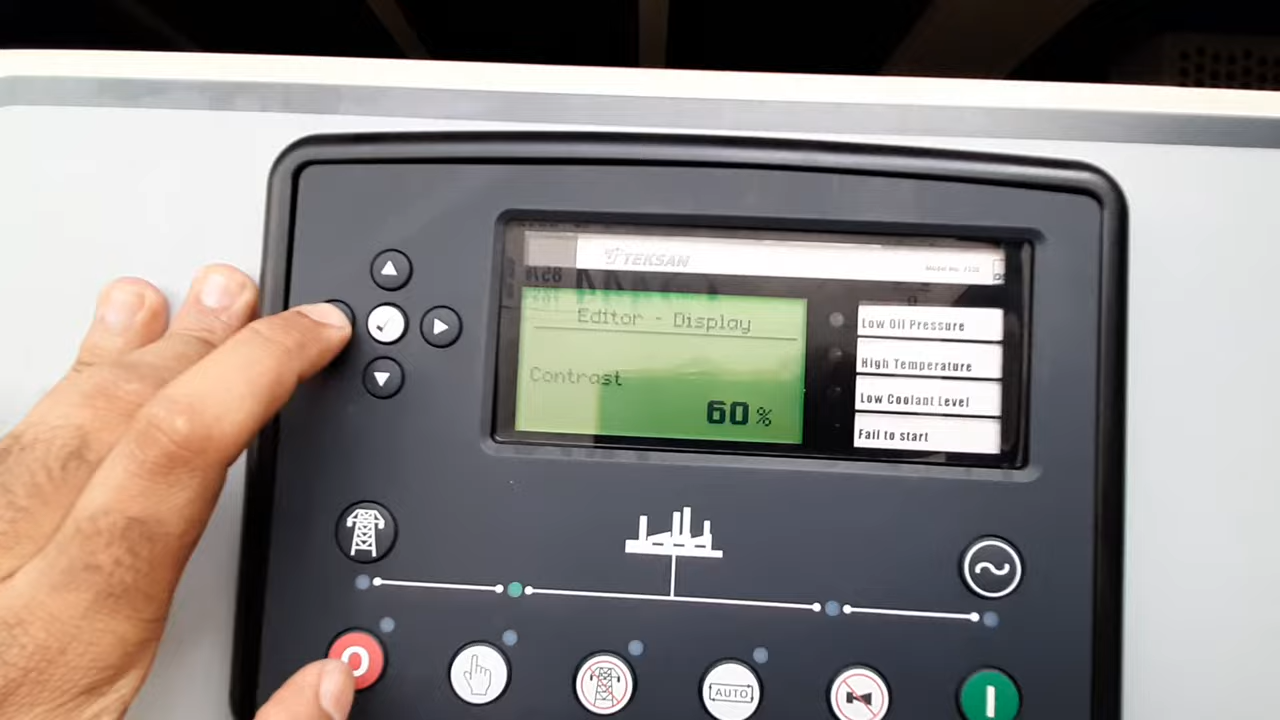 TEKSAN
Editor - Display
Contrast
60 %
Low Oil Pressure
High Temperature
Low Coolant Level
Fail to start
AUTO